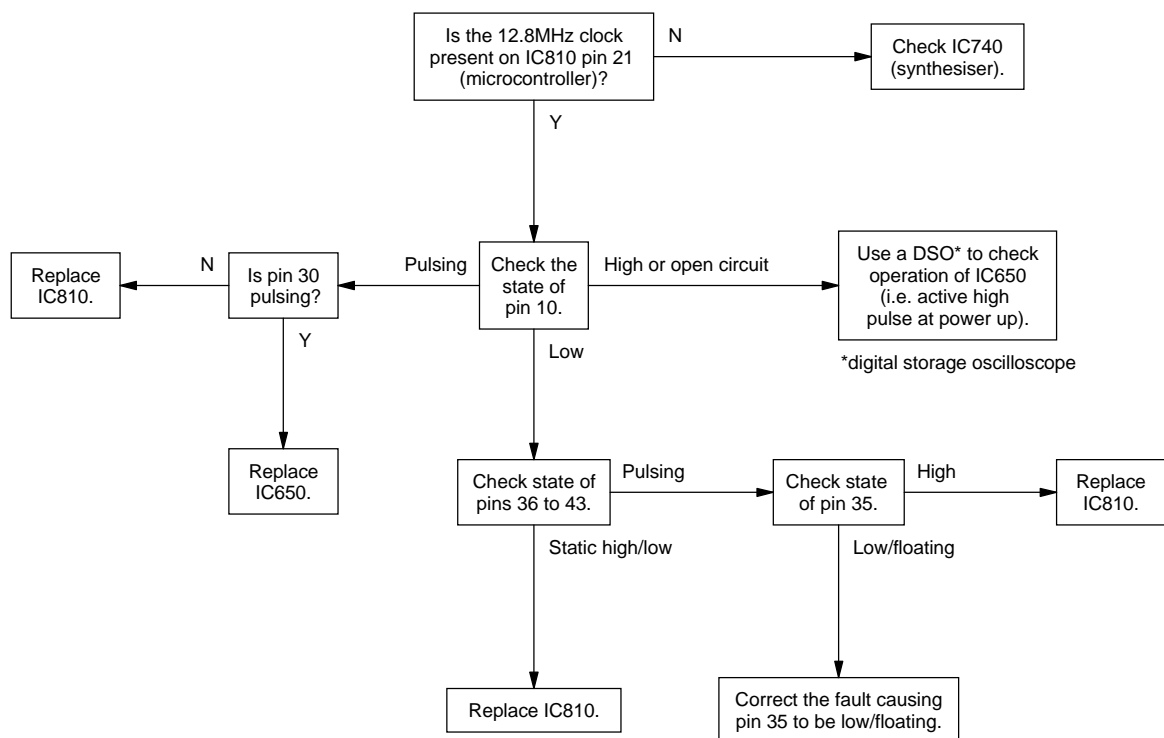 Is the 12.8MHz clock
present on IC810 pin 21
(microcontroller)?
N
Check IC740
(synthesiser).
Y
Replace
IC810.
N
Is pin 30
pulsing?
Pulsing
Check the
state of
pin 10.
High or open circuit
Use a DSO* to check
operation of IC650
(i.e. active high
pulse at power up).
Y
Low
*digital storage oscilloscope
Replace
IC650.
Check state of
pins 36 to 43.
Pulsing
Check state
of pin 35.
High
Replace
IC810.
Static high/low
Low/floating
Replace IC810.
Correct the fault causing
pin 35 to be low/floating.